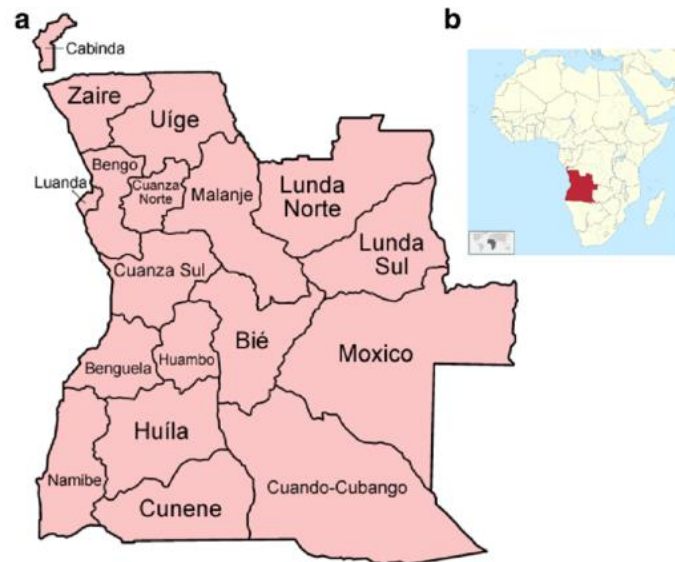 a
b
Cabinda
Zaire
Uíge
Bengo
Luanda
Cuanza
Norte
Malanje
Lunda
Norte
Lunda
Sul
Cuanza Sul
Bié
Moxico
Benguela
Huambo
Huíla
Namibe
Cunene
Cuando-Cubango